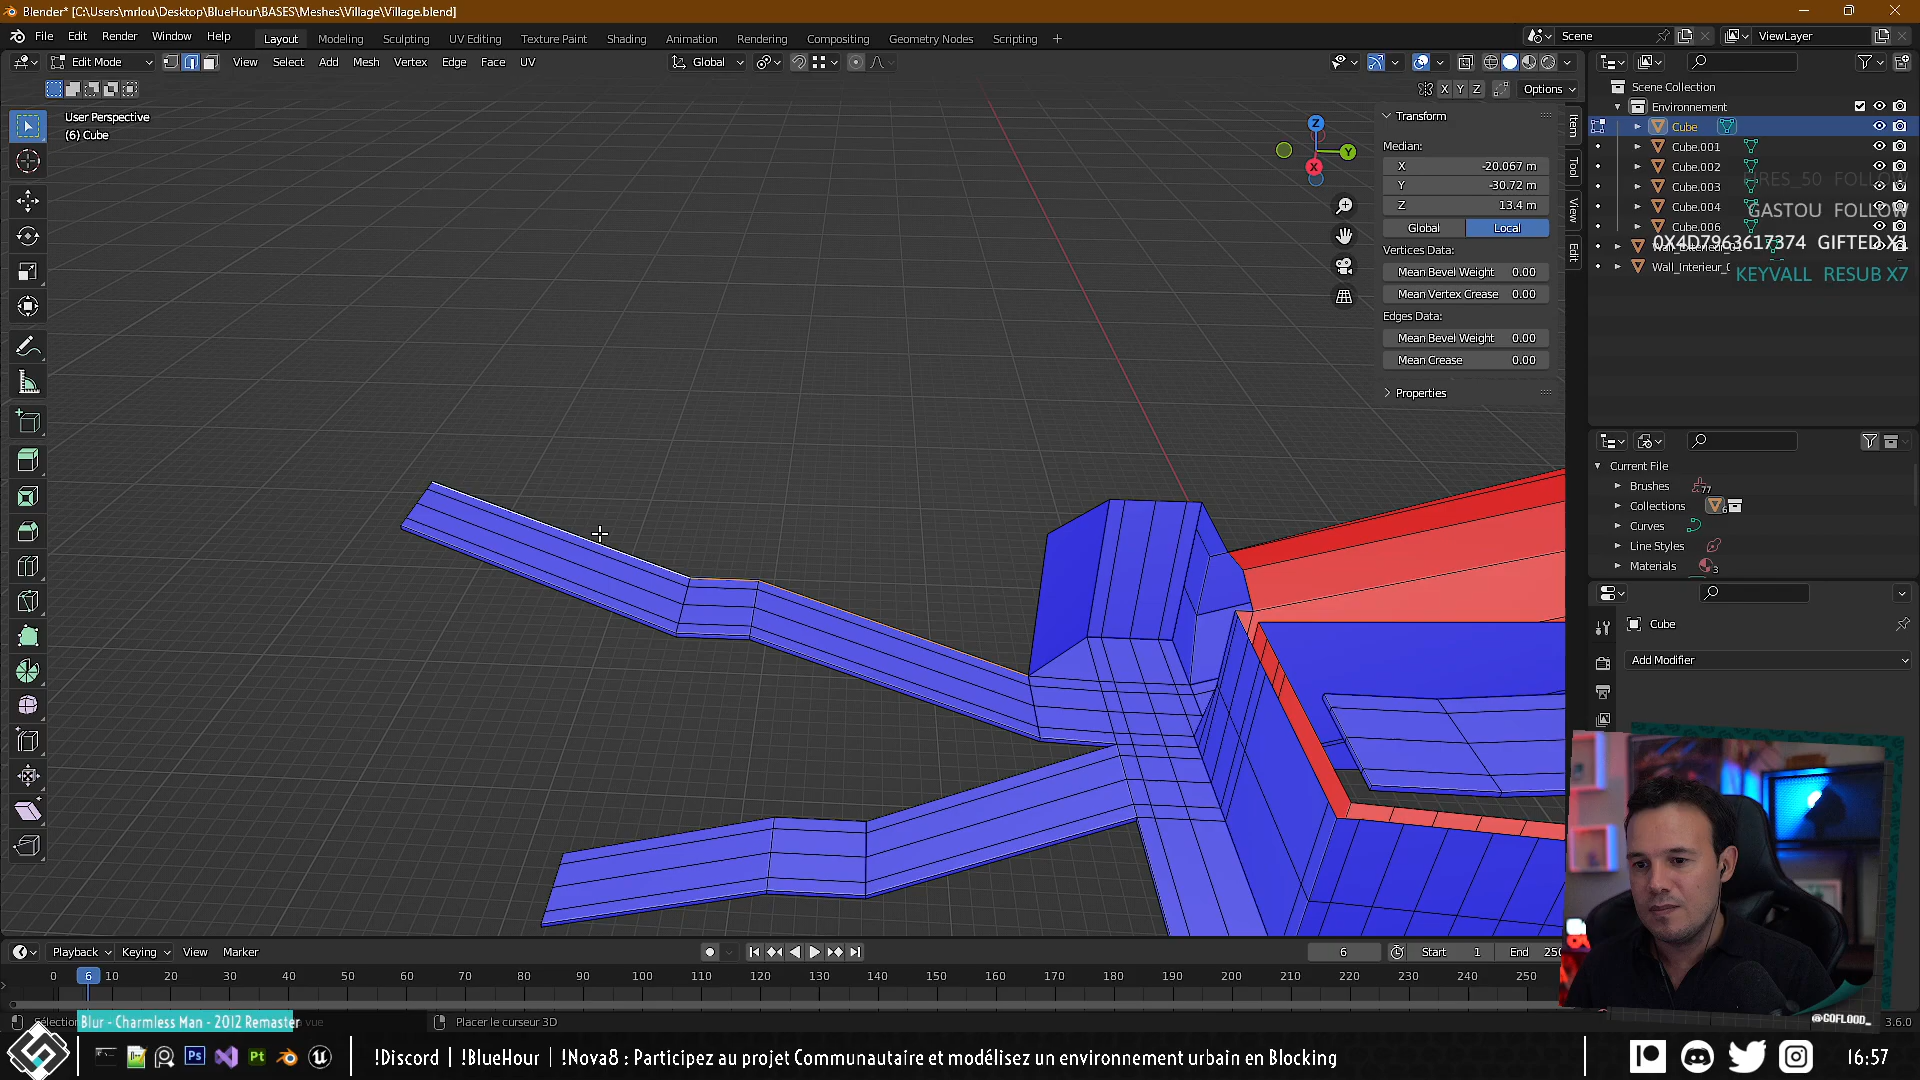 Blender* [C:\Users\mrlou\Desktop\BlueHour\BASES\Meshes\Village\Village.blend]
File Edit Render Window Help
Layout Modeling Sculpting UV Editing Texture Paint Shading Animation Rendering Compositing Geometry Nodes Scripting +
Scene
ViewLayer
Edit Mode
View Select Add Mesh Vertex Edge Face UV
Global
X Y Z
Options
User Perspective
(6) Cube
Z
Y
X
Transform
Median:
X -20.067 m
Y -30.72 m
Z 13.4 m
Global Local
Vertices Data:
Mean Bevel Weight 0.00
Mean Vertex Crease 0.00
Edges Data:
Mean Bevel Weight 0.00
Mean Crease 0.00
Properties
Item
Tool
View
Edit
Scene Collection
Environnement
Cube
Cube.001
Cube.002
Cube.003
Cube.004
Cube.006
GASTOU FOLLOW
0X4D7963617374 GIFTED X1
KEYVALL RESUB X7
Current File
Brushes 77
Collections 6
Curves
Line Styles
Materials 3
Cube
Add Modifier
Playback Keying View Marker
6
Start 1
End 250
0 6 10 20 30 40 50 60 70 80 90 100 110 120 130 140 150 160 170 180 190 200 210 220 230 240 250
Blur - Charmless Man - 2012 Remaster
Placer le curseur 3D
3.6.0
@GOFLOOD_
!Discord | !BlueHour | !Nova8 : Participez au projet Communautaire et modélisez un environnement urbain en Blocking
16:57